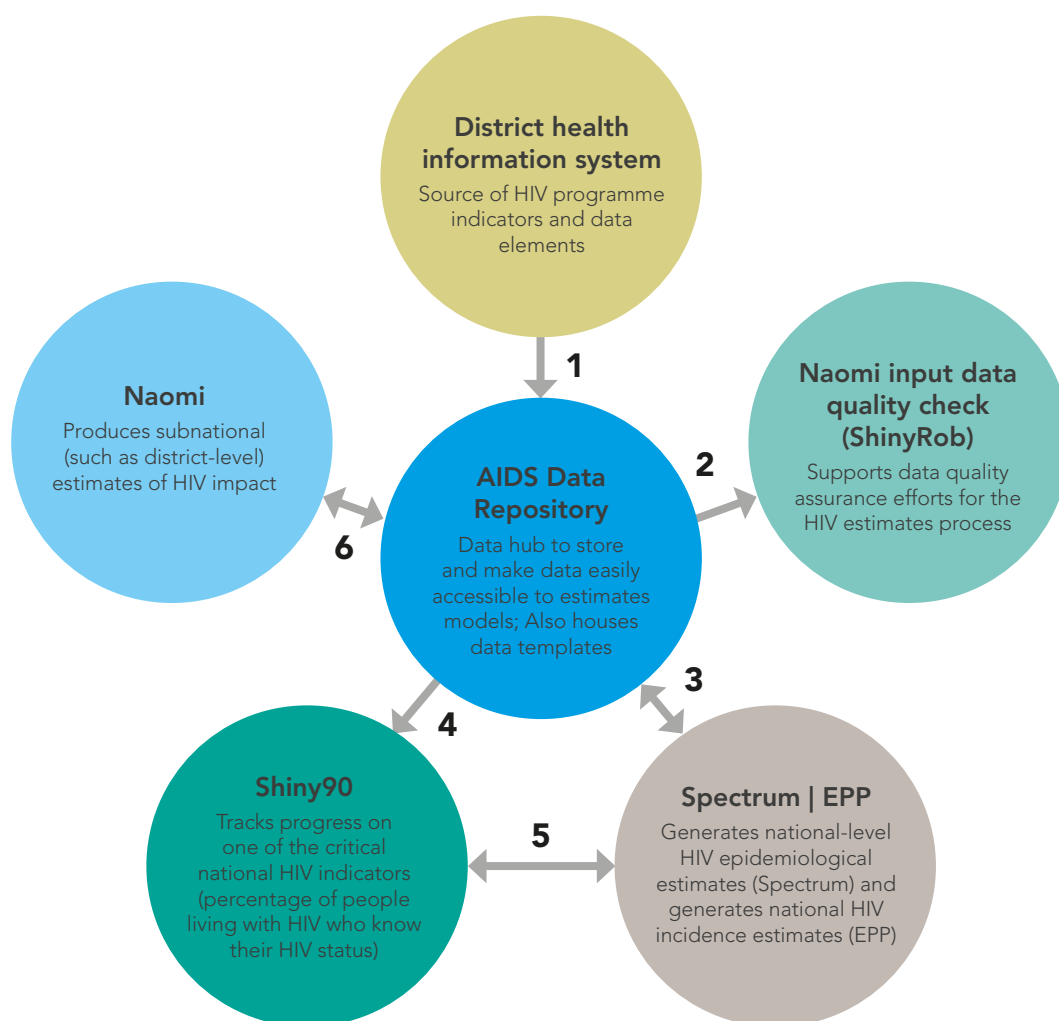 District health
information system
Source of HIV programme
indicators and data
elements
1
Naomi
Produces subnational
(such as district-level)
estimates of HIV impact
Naomi input data
quality check
(ShinyRob)
Supports data quality
assurance efforts for the
HIV estimates process
2
AIDS Data
Repository
Data hub to store
and make data easily
accessible to estimates
models; Also houses
data templates
6
3
4
Shiny90
Tracks progress on
one of the critical
national HIV indicators
(percentage of people
living with HIV who know
their HIV status)
5
Spectrum | EPP
Generates national-level
HIV epidemiological
estimates (Spectrum) and
generates national HIV
incidence estimates (EPP)